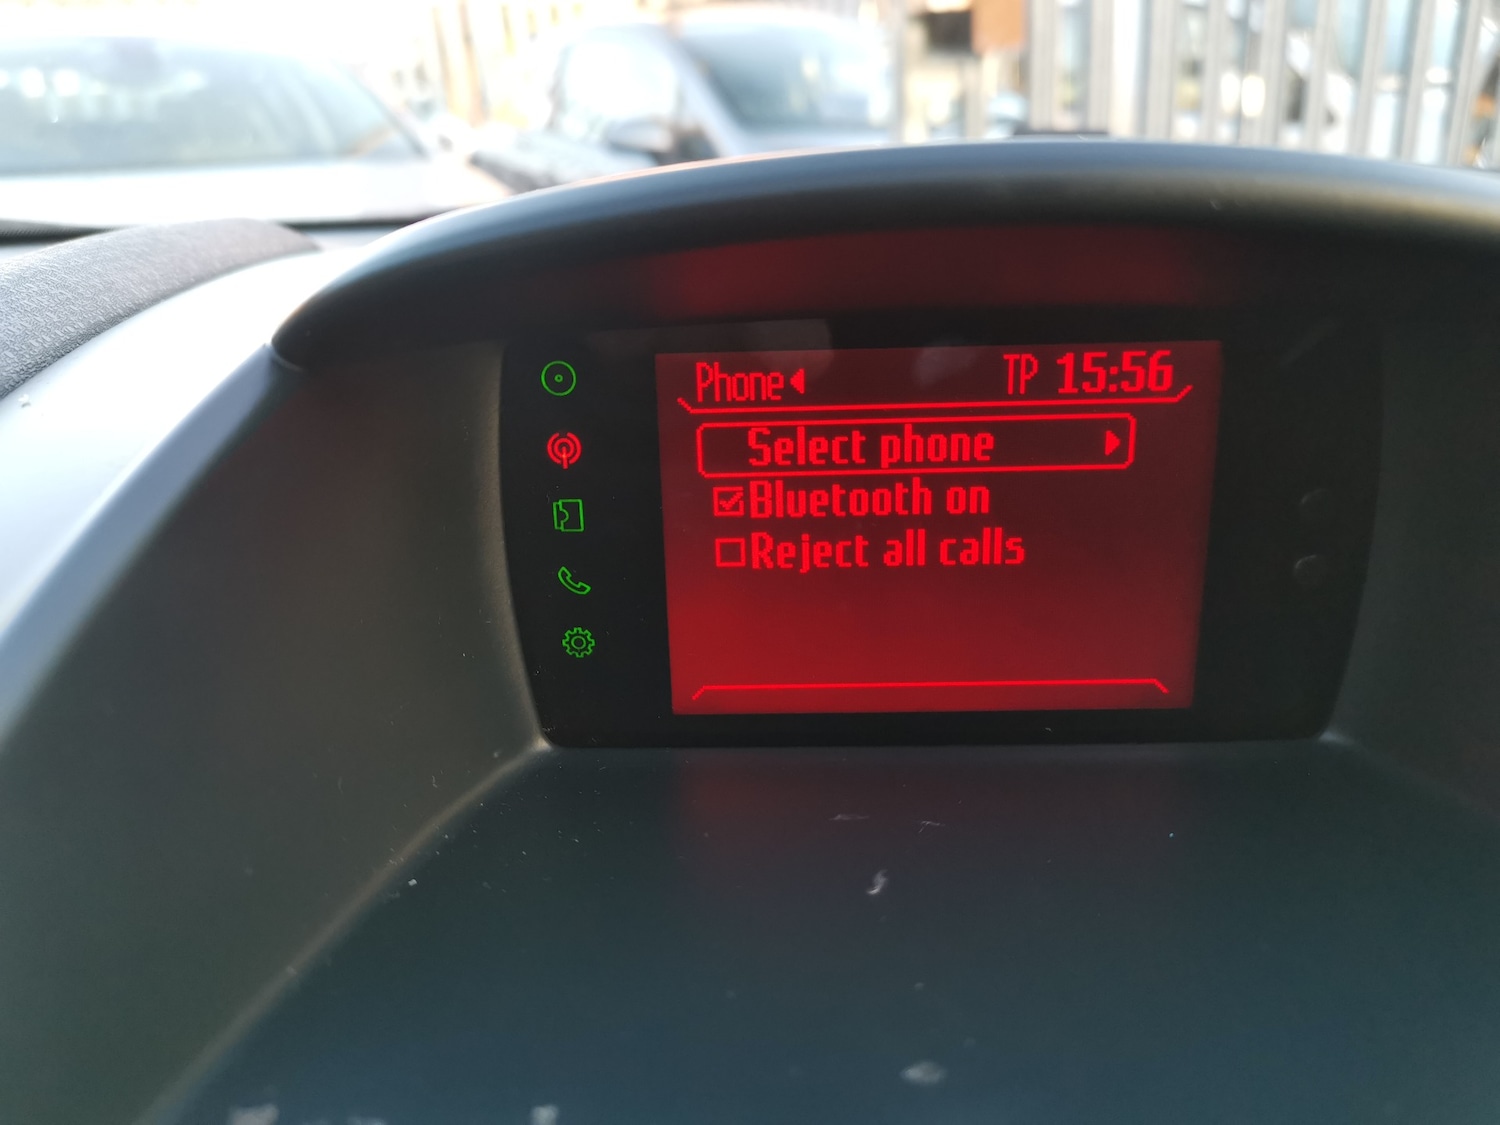 Phone TP 15:56
Select phone
Bluetooth on
Reject all calls